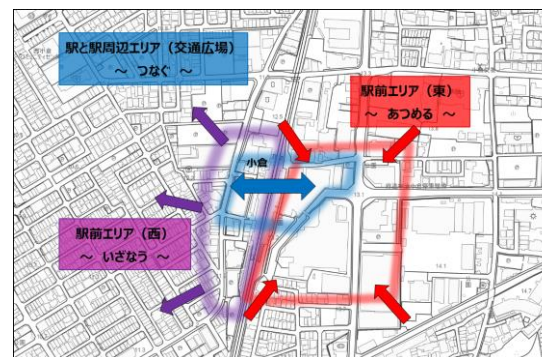 駅と駅周辺エリア（交通広場）
～ つなぐ ～
駅前エリア（東）
～ あつめる ～
小倉
駅前エリア（西）
～ いざなう ～